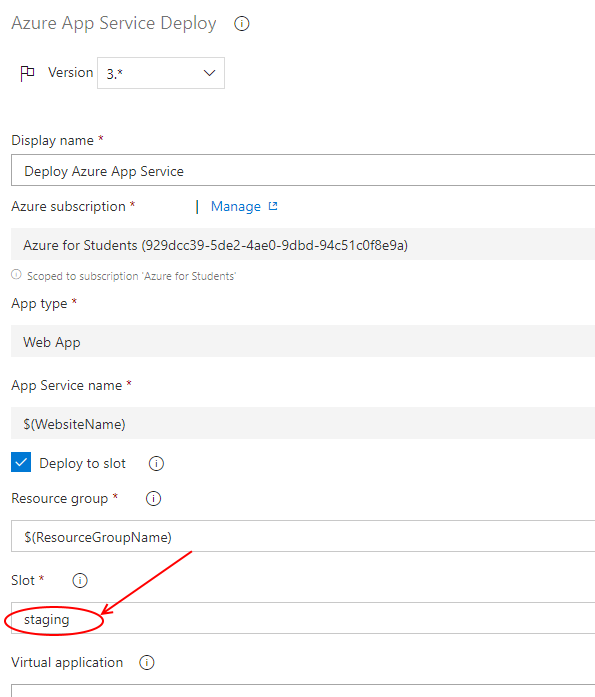 Azure App Service Deploy
Version 3.*
Display name *
Deploy Azure App Service
Azure subscription * | Manage
Azure for Students (929dcc39-5de2-4ae0-9dbd-94c51c0f8e9a)
Scoped to subscription 'Azure for Students'
App type *
Web App
App Service name *
$(WebsiteName)
Deploy to slot
Resource group *
$(ResourceGroupName)
Slot *
staging
Virtual application